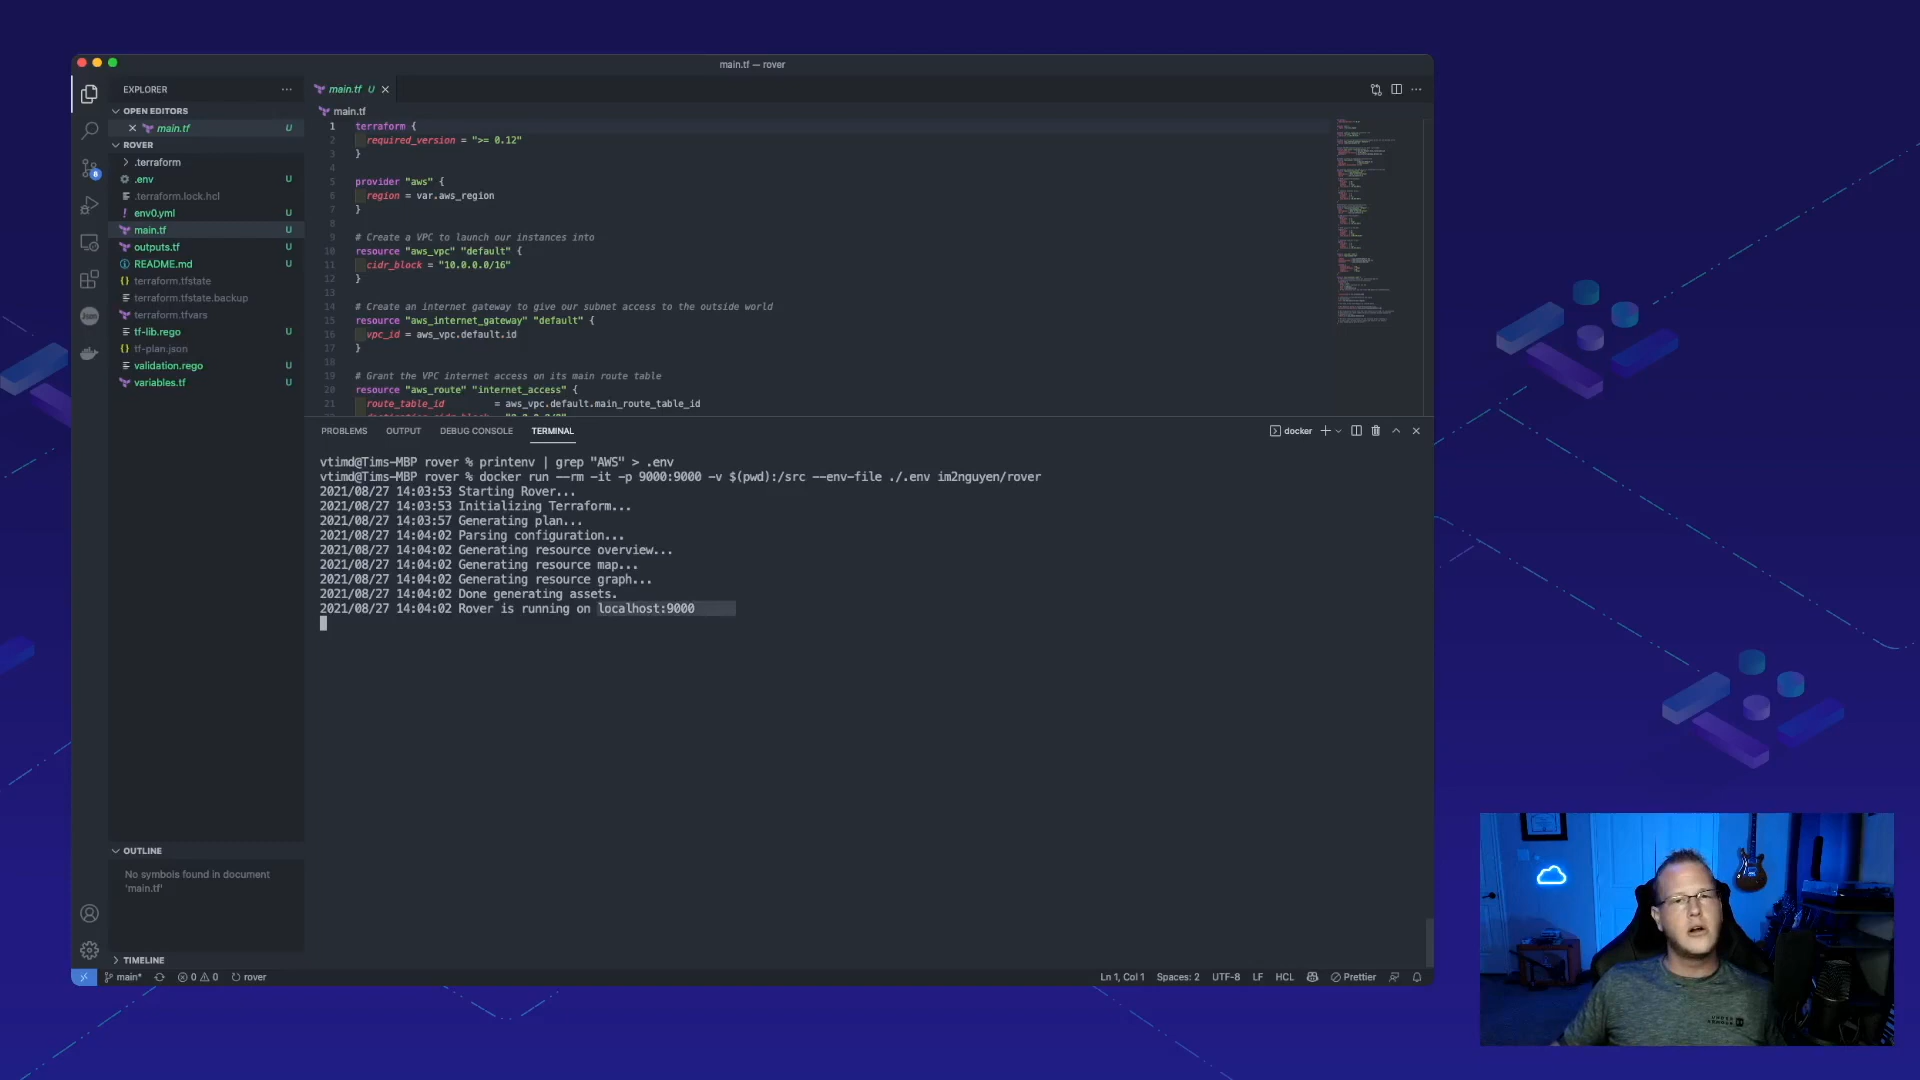 main.tf — rover
EXPLORER
OPEN EDITORS
main.tf U
ROVER
.terraform
.env U
.terraform.lock.hcl
env0.yml U
main.tf U
outputs.tf U
README.md U
terraform.tfstate
terraform.tfstate.backup
terraform.tfvars
tf-lib.rego U
tf-plan.json
validation.rego U
variables.tf U
OUTLINE
No symbols found in document
'main.tf'
TIMELINE
main.tf U
main.tf
1 terraform {
2 required_version = ">= 0.12"
3 }
4
5 provider "aws" {
6 region = var.aws_region
7 }
8
9 # Create a VPC to launch our instances into
10 resource "aws_vpc" "default" {
11 cidr_block = "10.0.0.0/16"
12 }
13
14 # Create an internet gateway to give our subnet access to the outside world
15 resource "aws_internet_gateway" "default" {
16 vpc_id = aws_vpc.default.id
17 }
18
19 # Grant the VPC internet access on its main route table
20 resource "aws_route" "internet_access" {
21 route_table_id = aws_vpc.default.main_route_table_id
PROBLEMS OUTPUT DEBUG CONSOLE TERMINAL
docker
vtimd@Tims-MBP rover % printenv | grep "AWS" > .env
vtimd@Tims-MBP rover % docker run --rm -it -p 9000:9000 -v $(pwd):/src --env-file ./.env im2nguyen/rover
2021/08/27 14:03:53 Starting Rover...
2021/08/27 14:03:53 Initializing Terraform...
2021/08/27 14:03:57 Generating plan...
2021/08/27 14:04:02 Parsing configuration...
2021/08/27 14:04:02 Generating resource overview...
2021/08/27 14:04:02 Generating resource map...
2021/08/27 14:04:02 Generating resource graph...
2021/08/27 14:04:02 Done generating assets.
2021/08/27 14:04:02 Rover is running on localhost:9000
main* 0 0 rover
Ln 1, Col 1 Spaces: 2 UTF-8 LF HCL Prettier